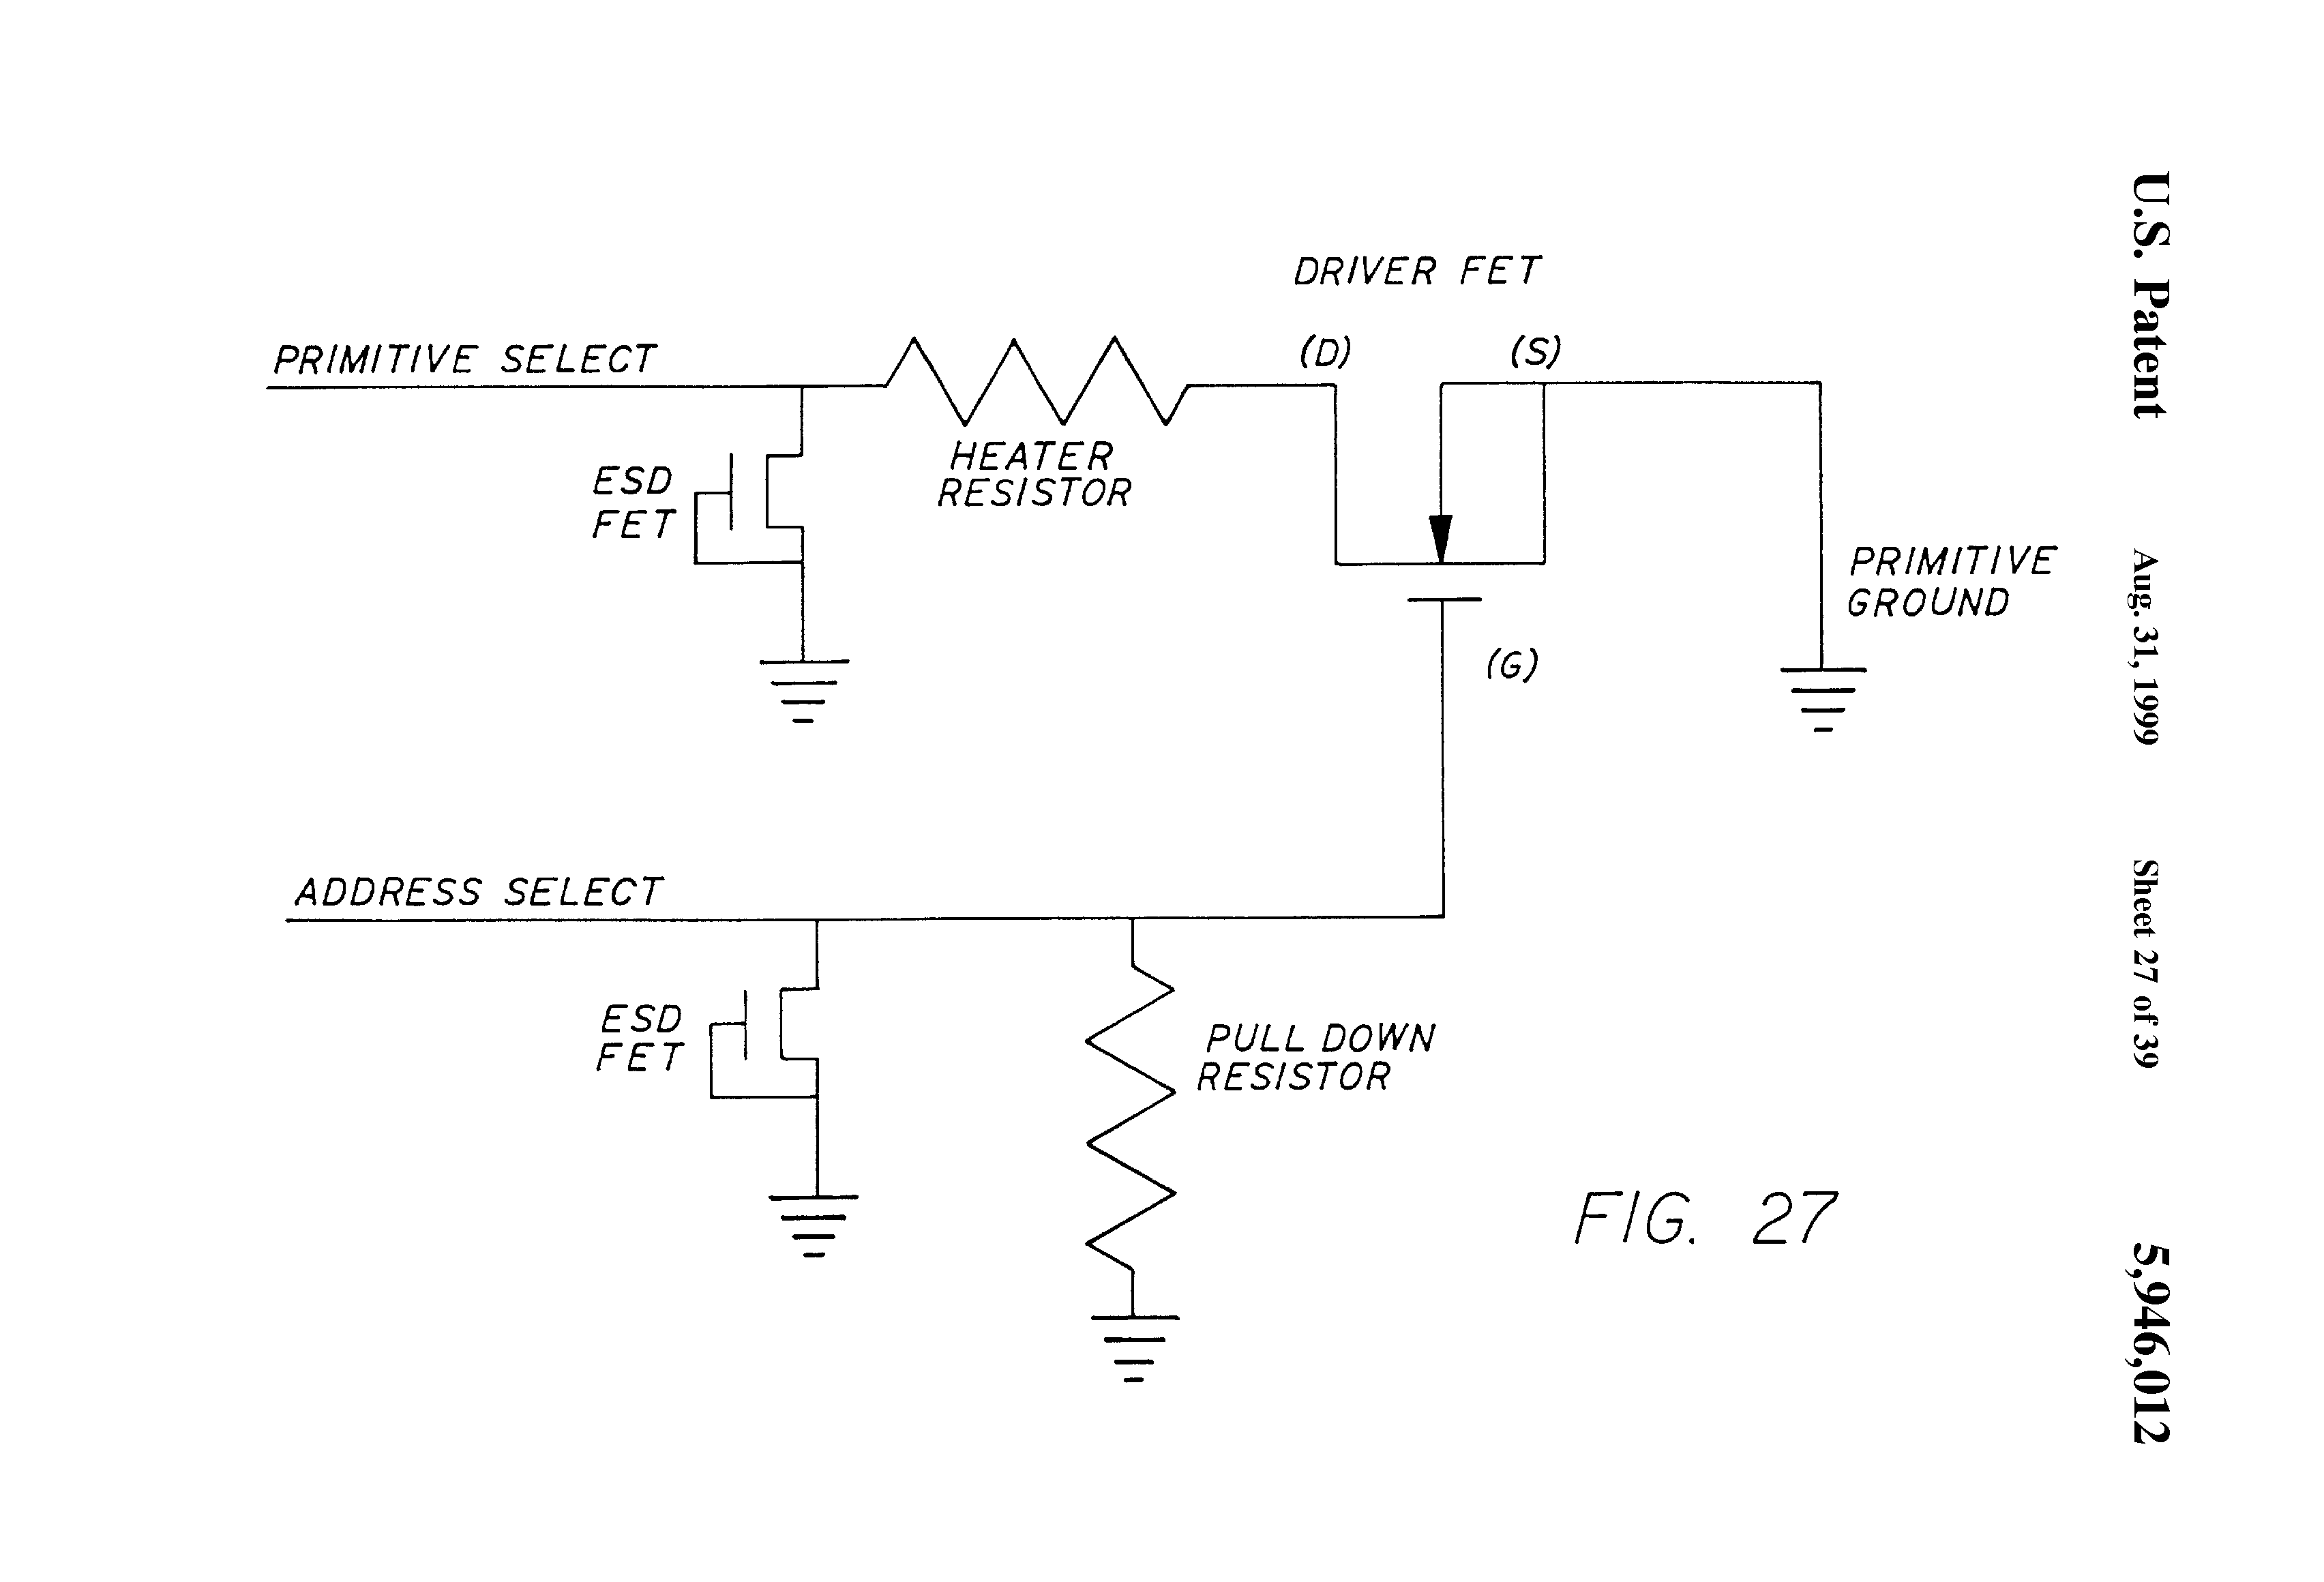 U.S. Patent Aug. 31, 1999 Sheet 27 of 39 5,946,012
DRIVER FET
PRIMITIVE SELECT
(D)
(S)
HEATER
RESISTOR
ESD
FET
PRIMITIVE
GROUND
(G)
ADDRESS SELECT
ESD
FET
PULL DOWN
RESISTOR
FIG. 27